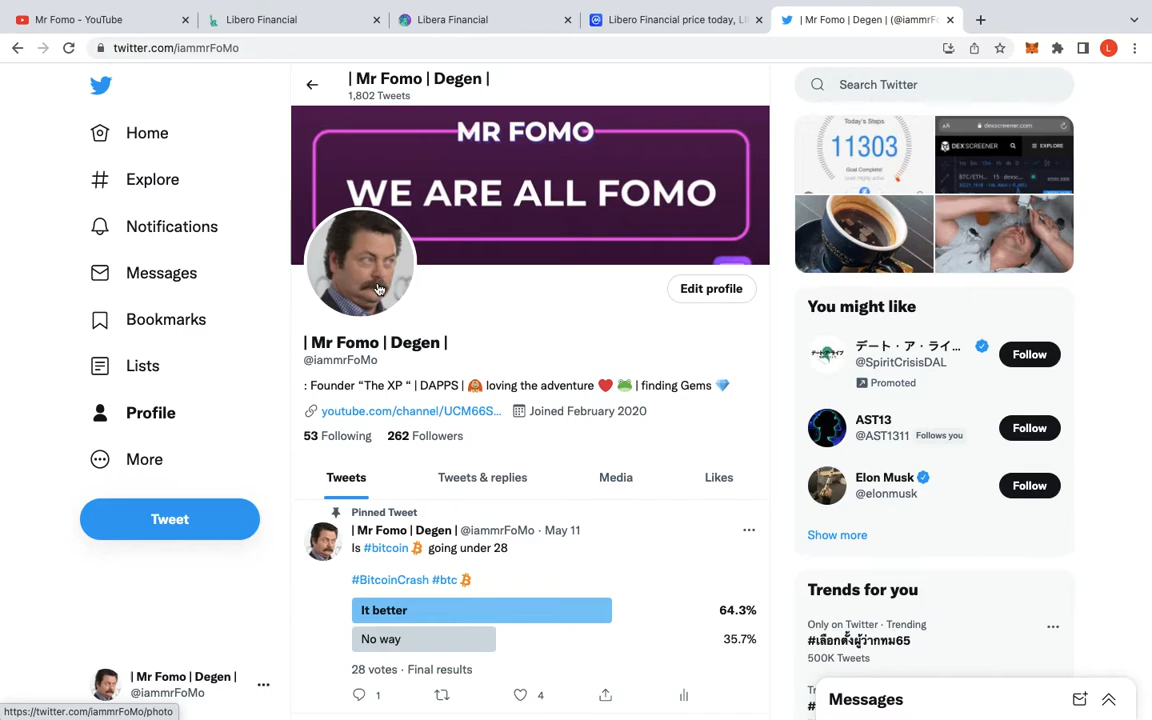 Mr Fomo - YouTube
Libero Financial
Libera Financial
Libero Financial price today, LI
| Mr Fomo | Degen | (@iammrF
twitter.com/iammrFoMo
L
Home
Explore
Notifications
Messages
Bookmarks
Lists
Profile
More
Tweet
| Mr Fomo | Degen |
@iammrFoMo
https://twitter.com/iammrFoMo/photo
| Mr Fomo | Degen |
1,802 Tweets
MR FOMO
WE ARE ALL FOMO
Edit profile
| Mr Fomo | Degen |
@iammrFoMo
: Founder “The XP “ | DAPPS | 🙈 loving the adventure ❤️ 🐸 | finding Gems 💎
youtube.com/channel/UCM66S... Joined February 2020
53 Following 262 Followers
Tweets Tweets & replies Media Likes
Pinned Tweet
| Mr Fomo | Degen | @iammrFoMo · May 11
Is #bitcoin going under 28
#BitcoinCrash #btc
It better 64.3%
No way 35.7%
28 votes · Final results
1 4
Search Twitter
Today's Steps
11303
Goal Complete!
AA dexscreener.com
DEXSCREENER EXPLORE
You might like
デート・ア・ライ...
@SpiritCrisisDAL
Promoted
Follow
AST13
@AST1311 Follows you
Follow
Elon Musk
@elonmusk
Follow
Show more
Trends for you
Only on Twitter · Trending
#เลือกตั้งผู้ว่ากทม65
500K Tweets
Messages